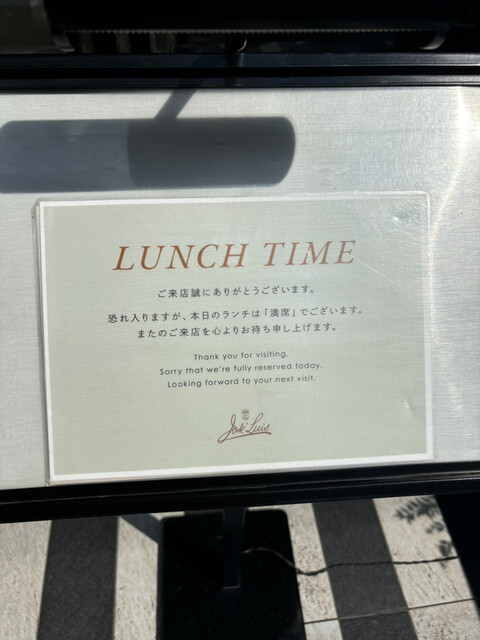 LUNCH TIME
ご来店誠にありがとうございます。
恐れ入りますが、本日のランチは「満席」でございます。
またのご来店を心よりお待ち申し上げます。
Thank you for visiting.
Sorry that we're fully reserved today.
Looking forward to your next visit.
José Luis